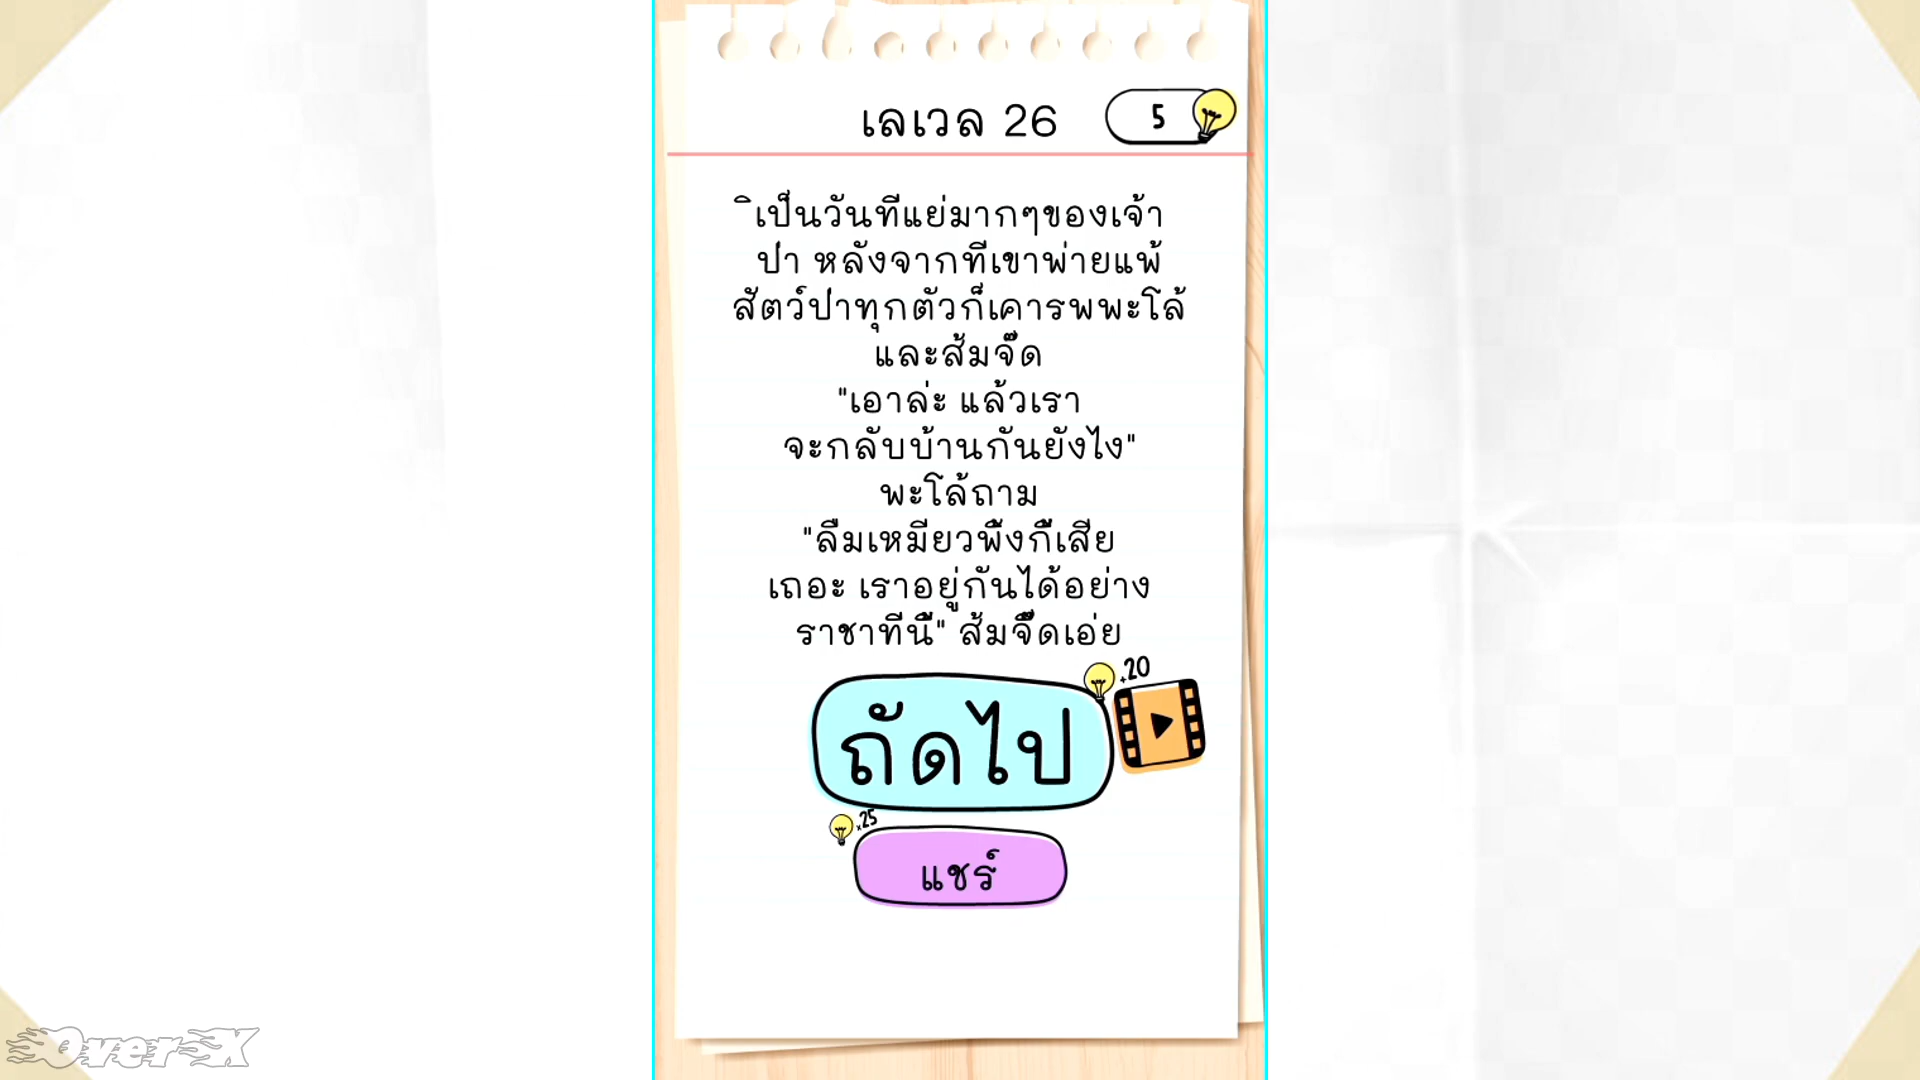 เลเวล 26
5
ิเป็นวันที่แย่มากๆของเจ้า
ป่า หลังจากที่เขาพ่ายแพ้
สัตว์ป่าทุกตัวก็เคารพพะโล้
และส้มจี๊ด
"เอาล่ะ แล้วเรา
จะกลับบ้านกันยังไง"
พะโล้ถาม
"ลืมเหมียวพึ่งกี้เสีย
เถอะ เราอยู่กันได้อย่าง
ราชาที่นี่" ส้มจี๊ดเอ่ย
+20
ถัดไป
x25
แชร์
Over-X